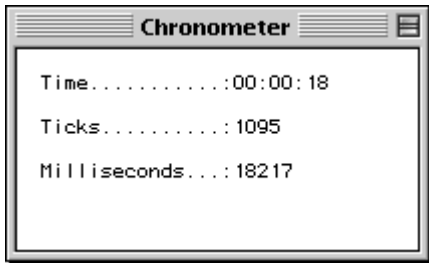 Chronometer
Time...........:00:00:18
Ticks..........:1095
Milliseconds...:18217